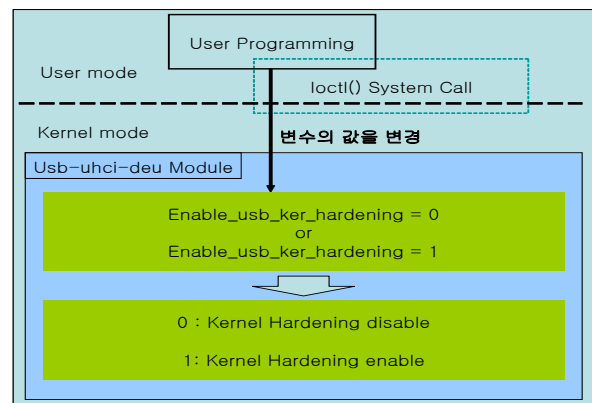 User Programming
User mode
Ioctl() System Call
Kernel mode
변수의 값을 변경
Usb-uhci-deu Module
Enable_usb_ker_hardening = 0
or
Enable_usb_ker_hardening = 1
0 : Kernel Hardening disable
1: Kernel Hardening enable